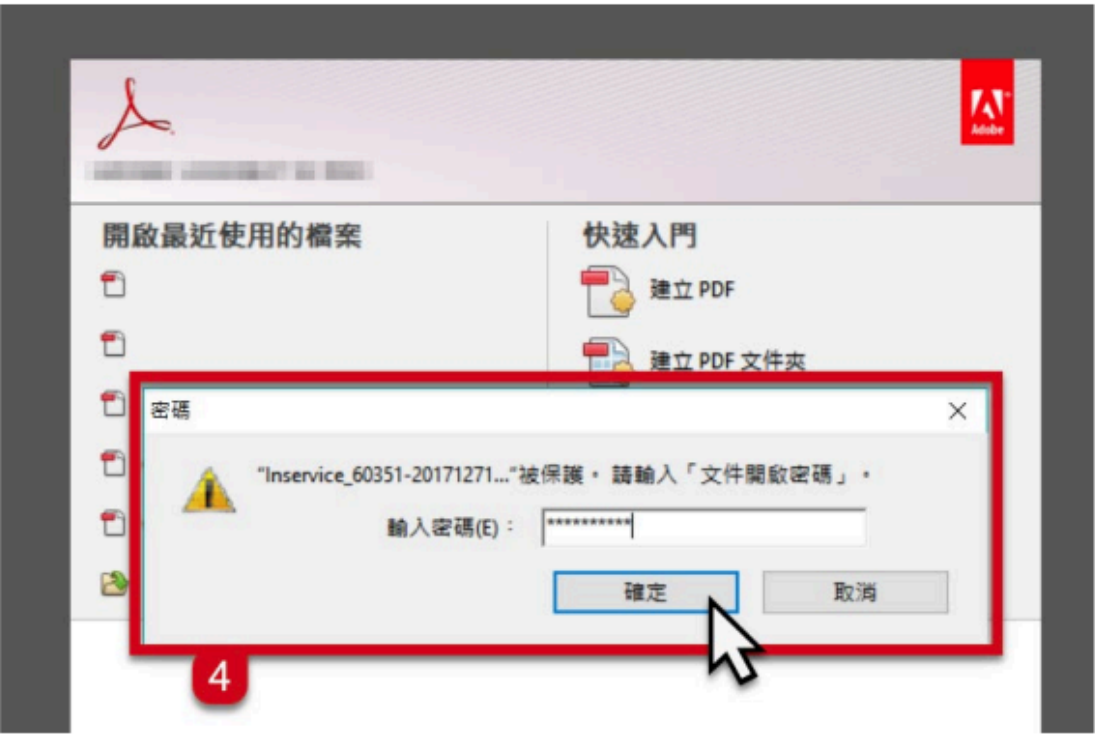 Adobe
開啟最近使用的檔案
快速入門
建立 PDF
建立 PDF 文件夾
密碼
"Inservice_60351-20171271..."被保護。 請輸入「文件開啟密碼」。
輸入密碼(E)：
**********
確定
取消
4